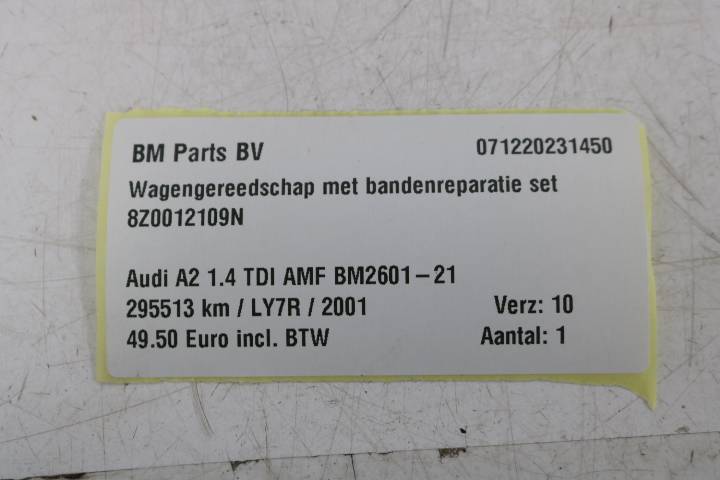 BM Parts BV 071220231450
Wagengereedschap met bandenreparatie set
8Z0012109N
Audi A2 1.4 TDI AMF BM2601-21
295513 km / LY7R / 2001 Verz: 10
49.50 Euro incl. BTW Aantal: 1